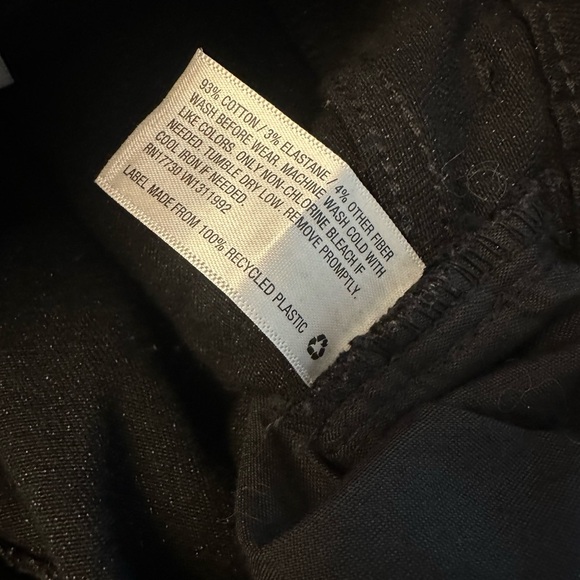 93% COTTON / 3% ELASTANE / 4% OTHER FIBER
WASH BEFORE WEAR. MACHINE WASH COLD WITH
LIKE COLORS. ONLY NON-CHLORINE BLEACH IF
NEEDED. TUMBLE DRY LOW. REMOVE PROMPTLY.
COOL IRON IF NEEDED
RN17730 VN1311992
LABEL MADE FROM 100% RECYCLED PLASTIC